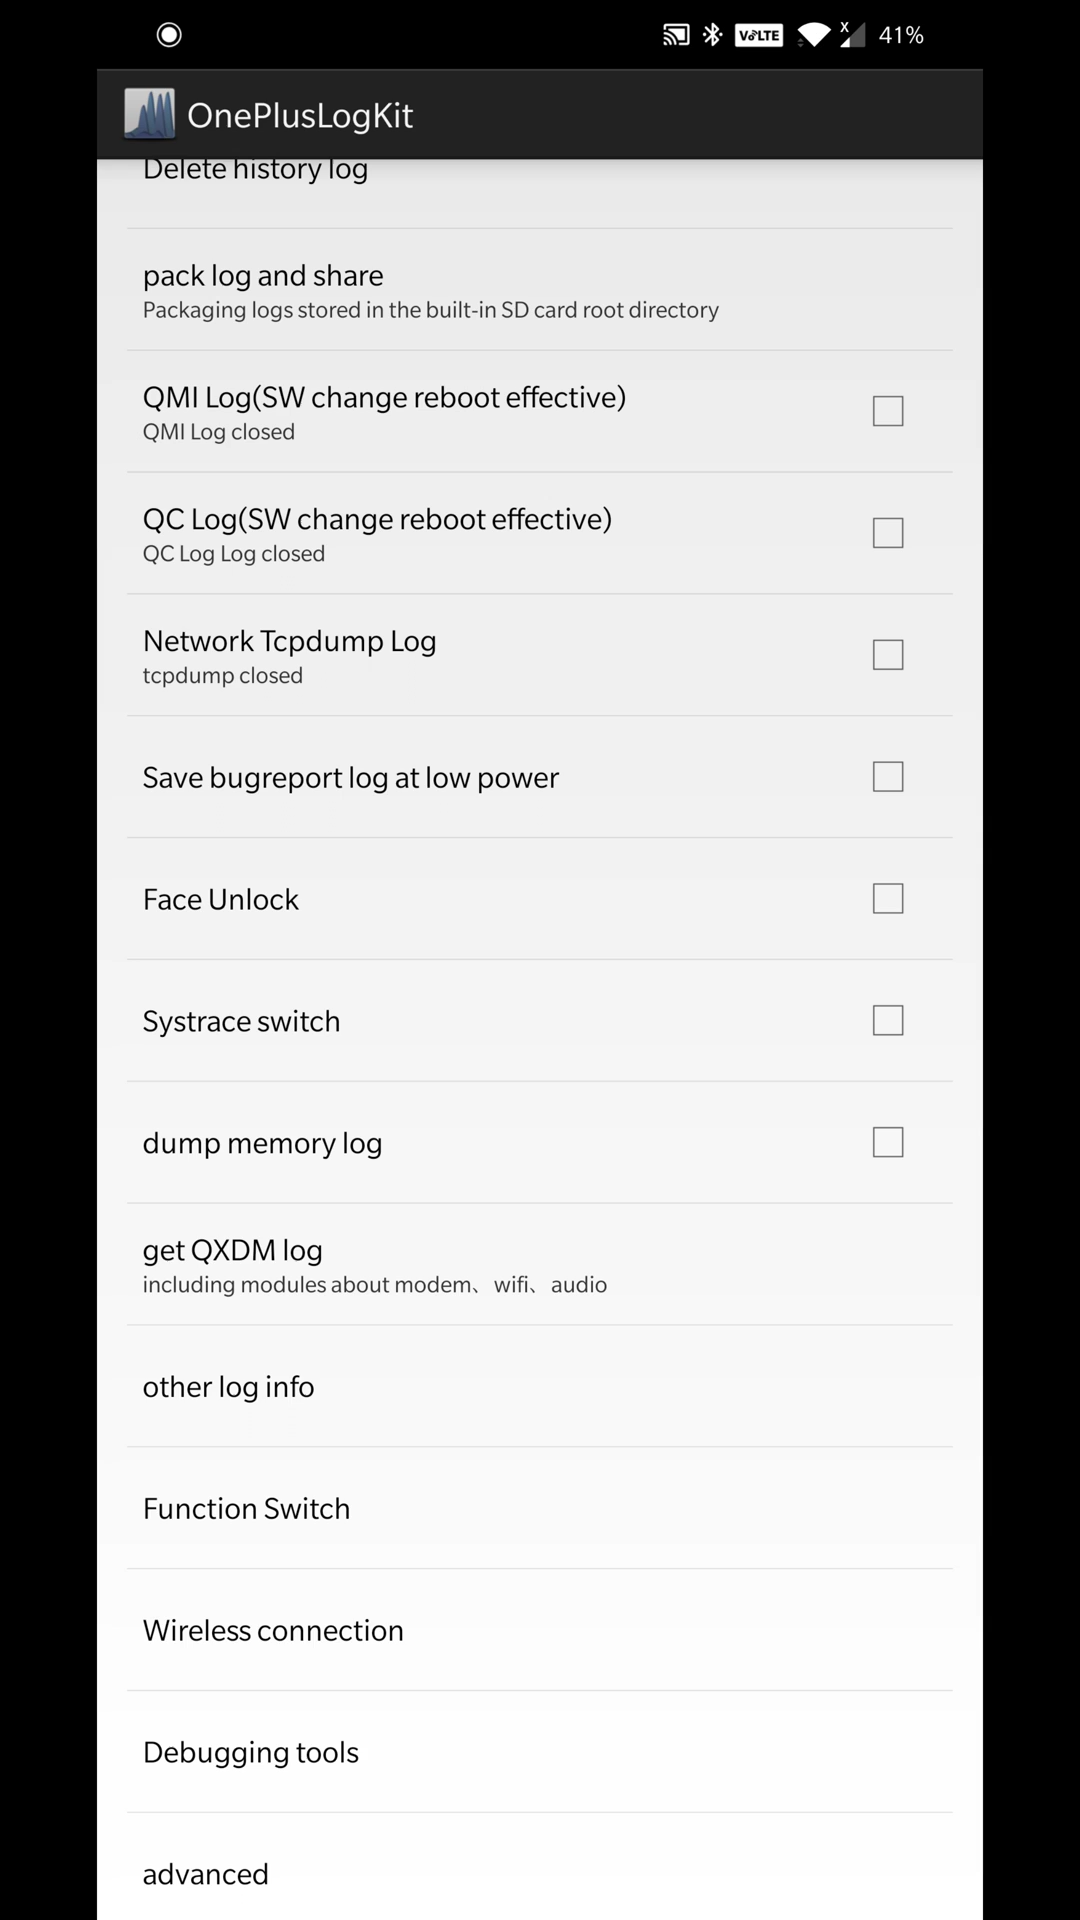 VoLTE X 41%
OnePlusLogKit
Delete history log
pack log and share
Packaging logs stored in the built-in SD card root directory
QMI Log(SW change reboot effective)
QMI Log closed
QC Log(SW change reboot effective)
QC Log Log closed
Network Tcpdump Log
tcpdump closed
Save bugreport log at low power
Face Unlock
Systrace switch
dump memory log
get QXDM log
including modules about modem、wifi、audio
other log info
Function Switch
Wireless connection
Debugging tools
advanced